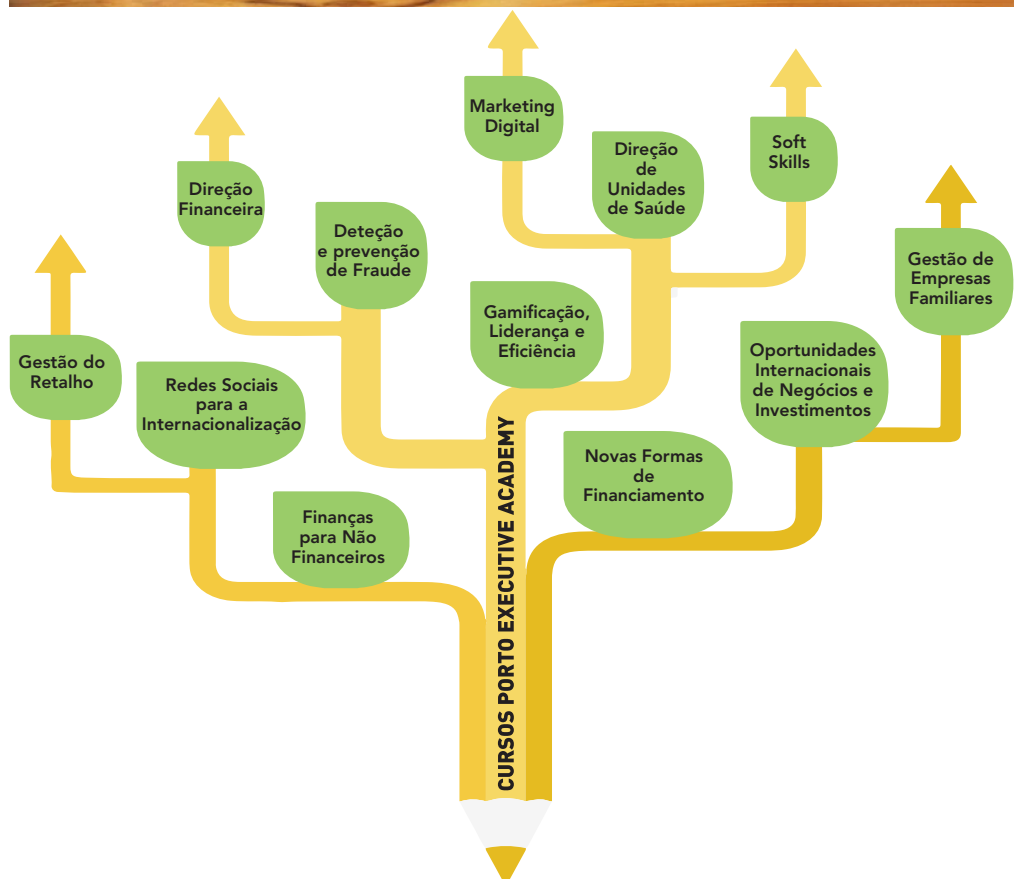 Marketing
Digital
Direção
de
Unidades
de Saúde
Soft
Skills
Direção
Financeira
Deteção
e prevenção
de Fraude
Gestão de
Empresas
Familiares
Gamificação,
Liderança e
Eficiência
Gestão do
Retalho
Redes Sociais
para a
Internacionalização
Oportunidades
Internacionais
de Negócios e
Investimentos
Novas Formas
de
Financiamento
Finanças
para Não
Financeiros
CURSOS PORTO EXECUTIVE ACADEMY